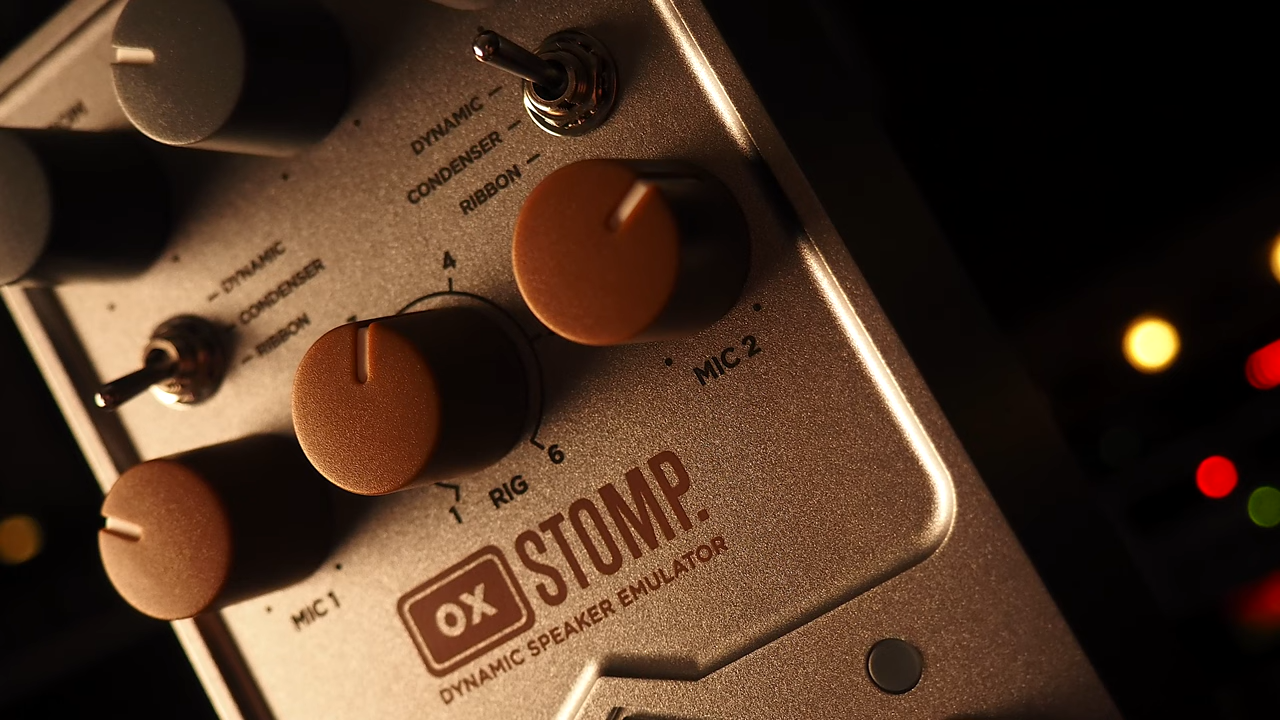 DYNAMIC
CONDENSER
RIBBON
DYNAMIC
CONDENSER
RIBBON
4
MIC 2
6
RIG
1
MIC 1
OX STOMP.
DYNAMIC SPEAKER EMULATOR